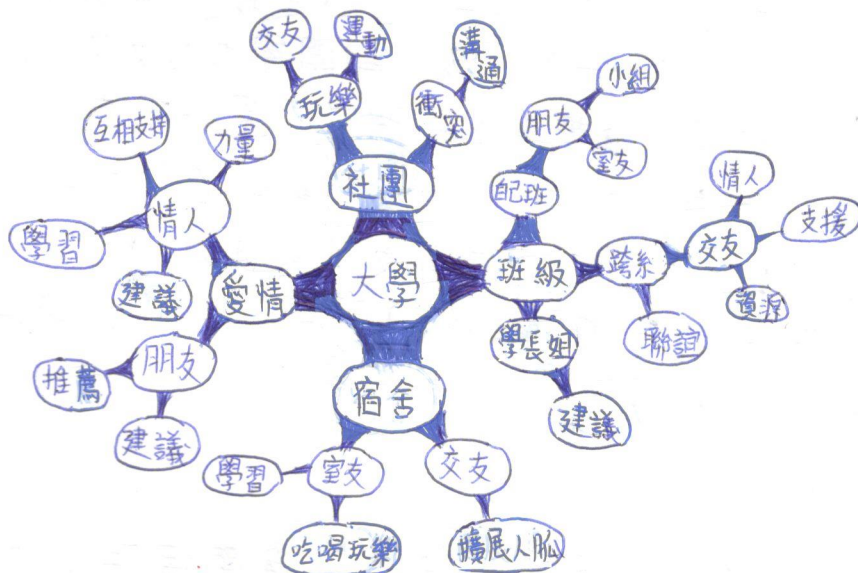 大學
社團
玩樂
交友
運動
衝突
溝通
班級
配班
朋友
小組
室友
跨系
交友
情人
支援
資源
聯誼
學長姐
建議
宿舍
交友
擴展人脈
室友
學習
吃喝玩樂
愛情
情人
互相支持
力量
學習
建議
朋友
推薦
建議